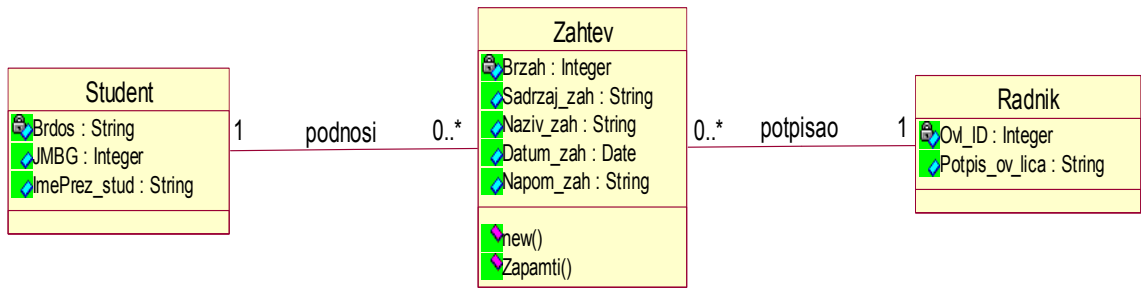 Student
Brdos : String
JMBG : Integer
ImePrez_stud : String
1 podnosi 0..*
Zahtev
Brzah : Integer
Sadrzaj_zah : String
Naziv_zah : String
Datum_zah : Date
Napom_zah : String
new()
Zapamti()
0..* potpisao 1
Radnik
Ovl_ID : Integer
Potpis_ov_lica : String